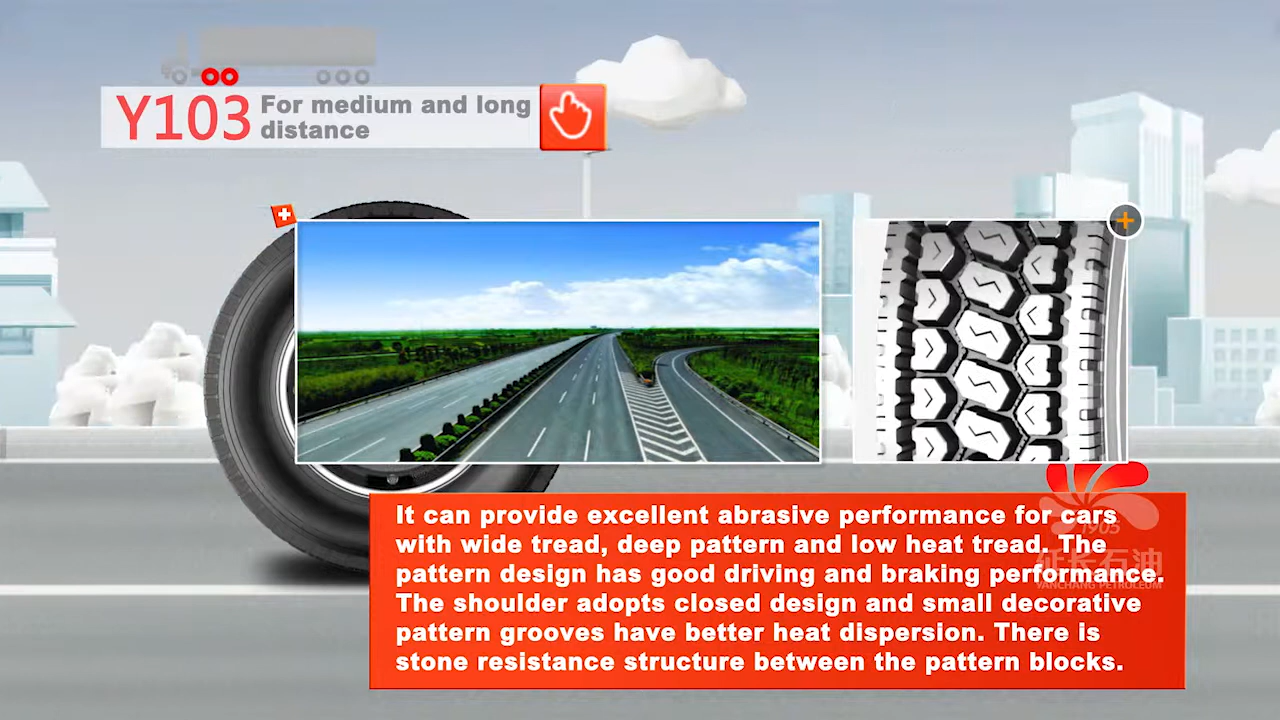 Y103
For medium and long
distance
It can provide excellent abrasive performance for cars
with wide tread, deep pattern and low heat tread. The
pattern design has good driving and braking performance.
The shoulder adopts closed design and small decorative
pattern grooves have better heat dispersion. There is
stone resistance structure between the pattern blocks.
1905
延长石油
YANCHANG PETROLEUM